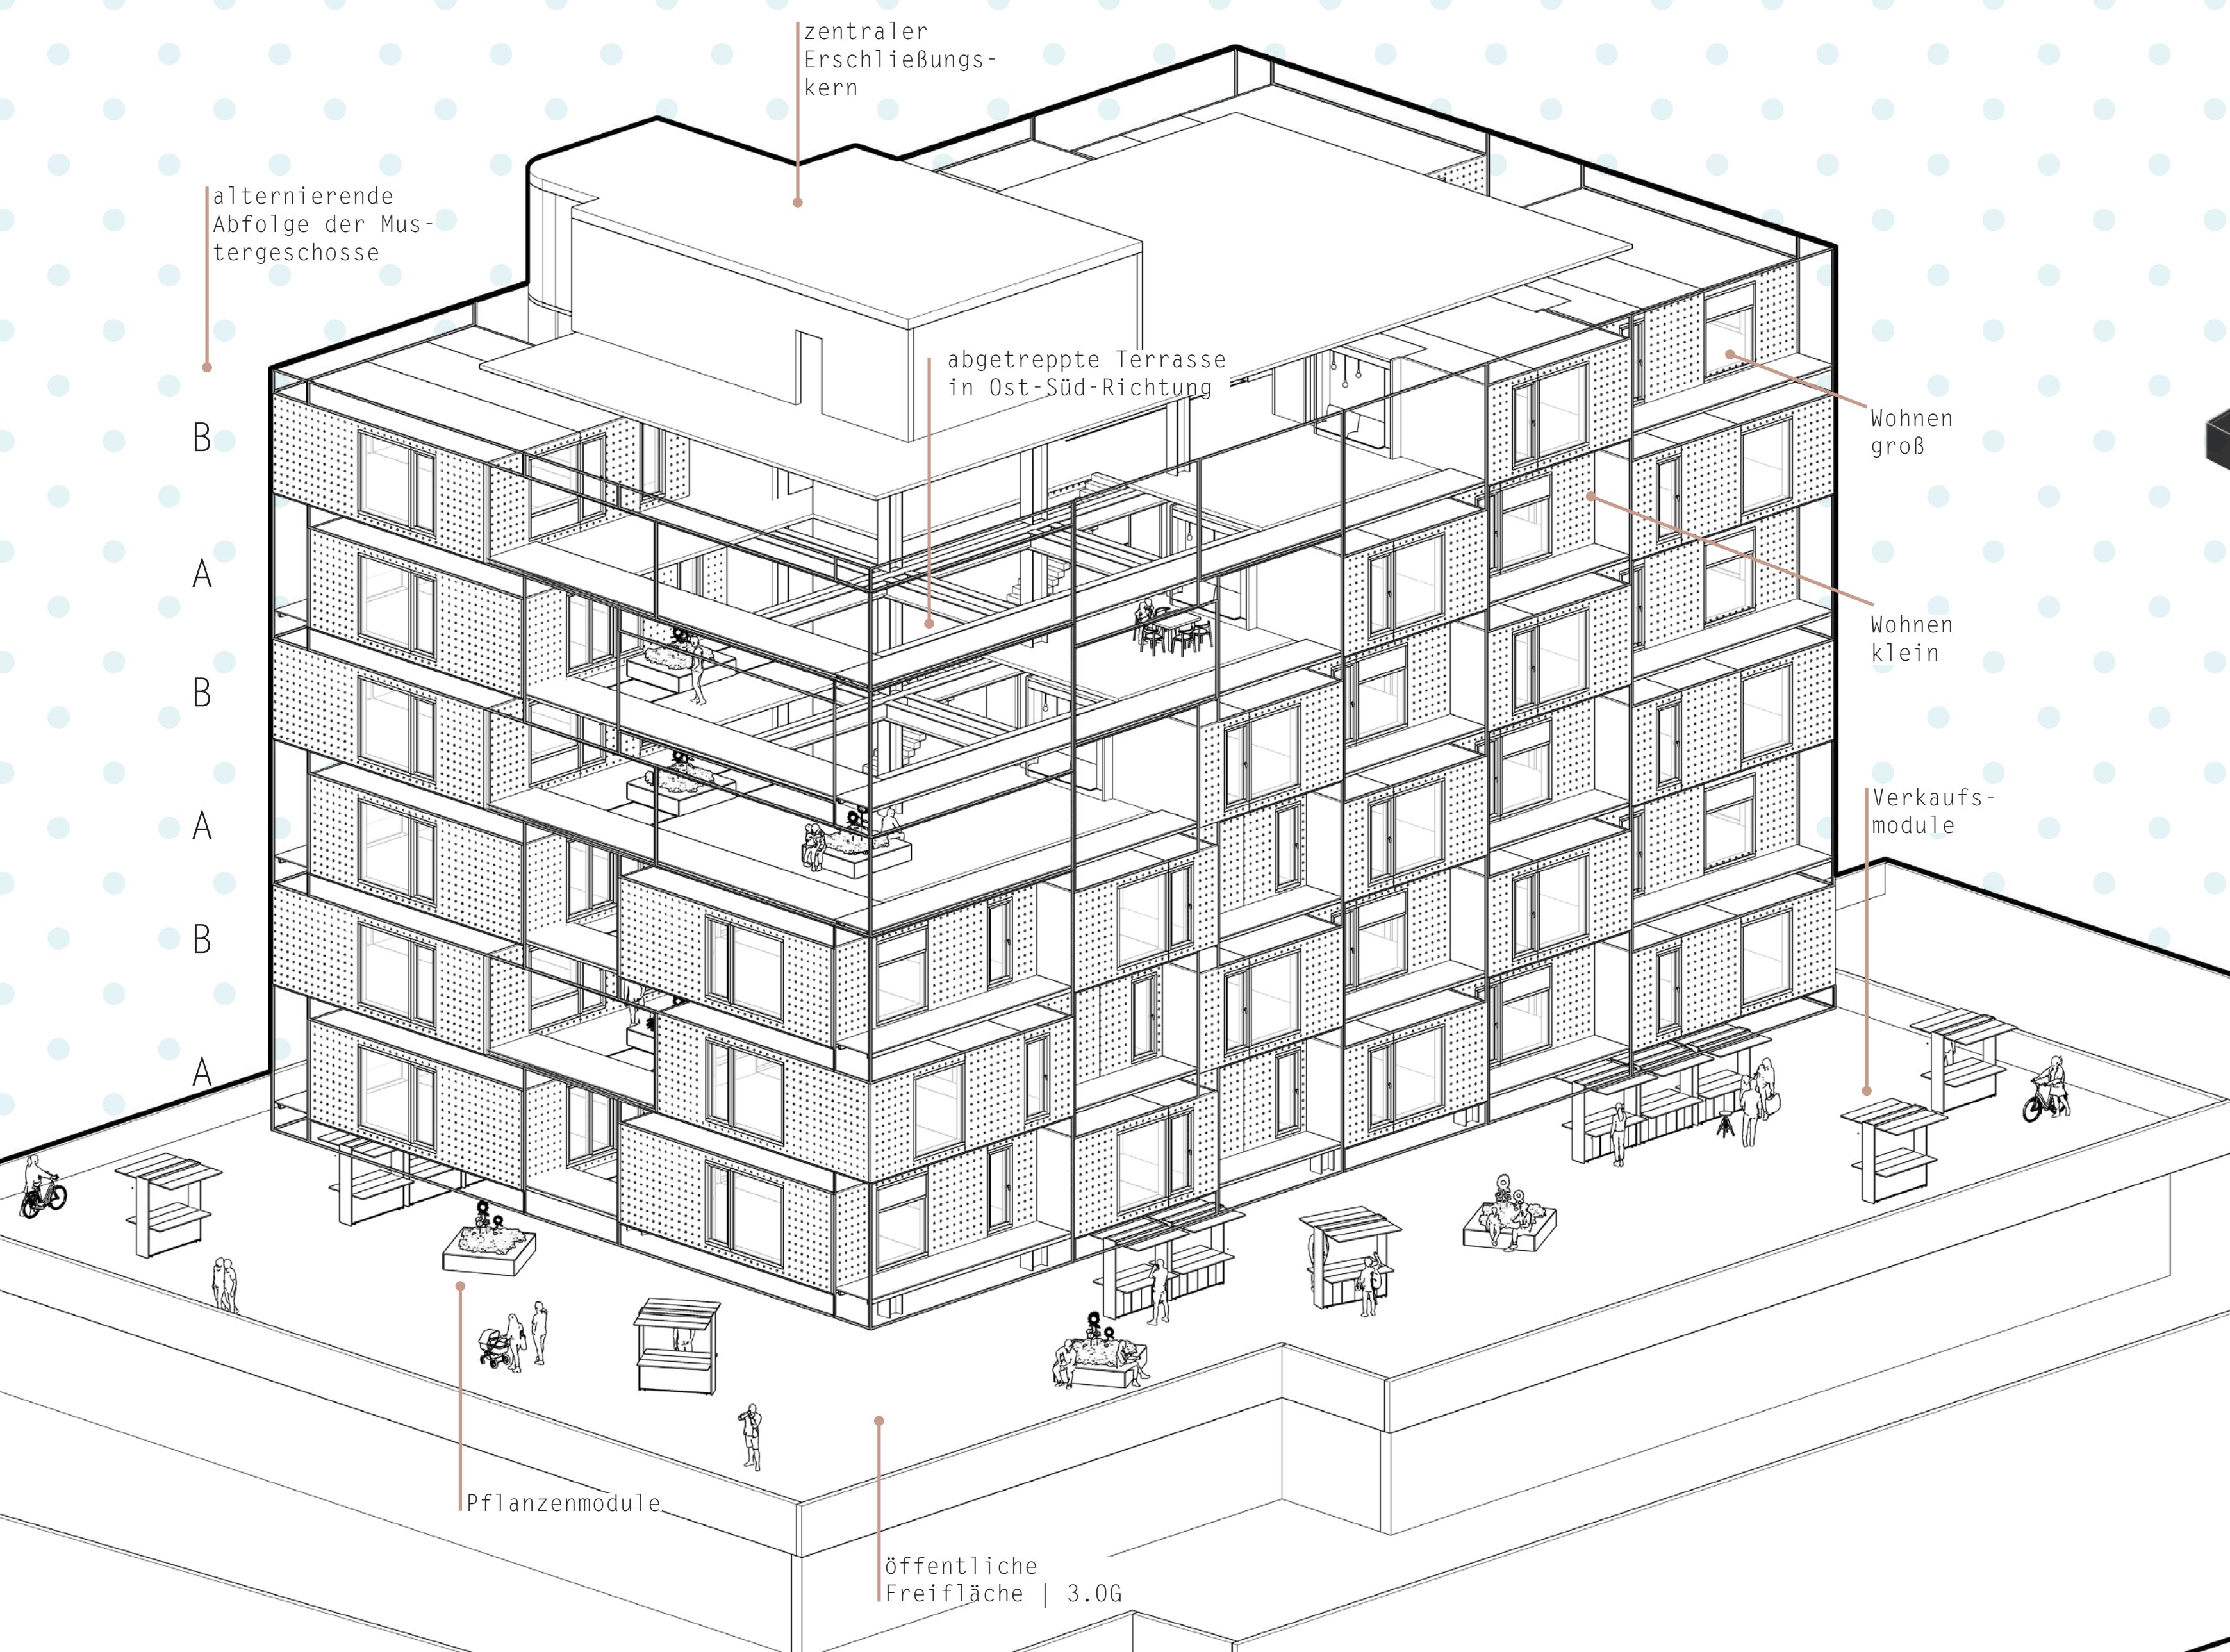 zentraler
Erschließungs-
kern
alternierende
Abfolge der Mus-
tergeschosse
abgetreppte Terrasse
in Ost-Süd-Richtung
B
A
B
A
B
A
Wohnen
groß
Wohnen
klein
Verkaufs-
module
Pflanzenmodule
öffentliche
Freifläche | 3.OG